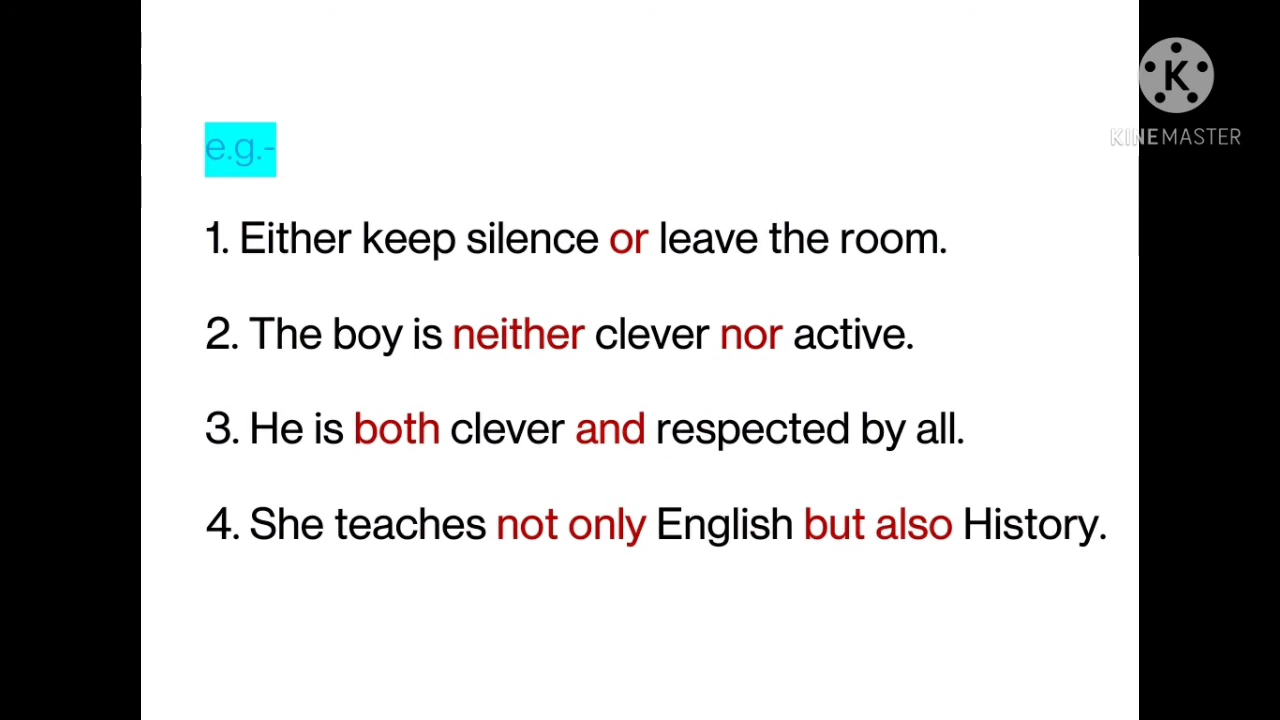 KINEMASTER
e.g.-
1. Either keep silence or leave the room.
2. The boy is neither clever nor active.
3. He is both clever and respected by all.
4. She teaches not only English but also History.